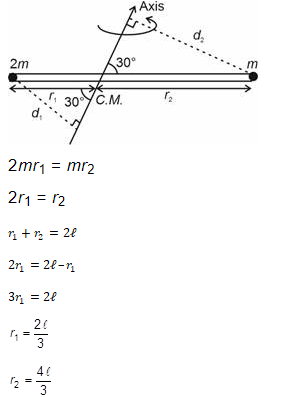 Axis
d₂
2m
30°
m
r₁
30°
C.M.
r₂
d₁
2mr₁ = mr₂
2r₁ = r₂
r₁ + r₂ = 2ℓ
2r₁ = 2ℓ−r₁
3r₁ = 2ℓ
r₁ = 2ℓ/3
r₂ = 4ℓ/3